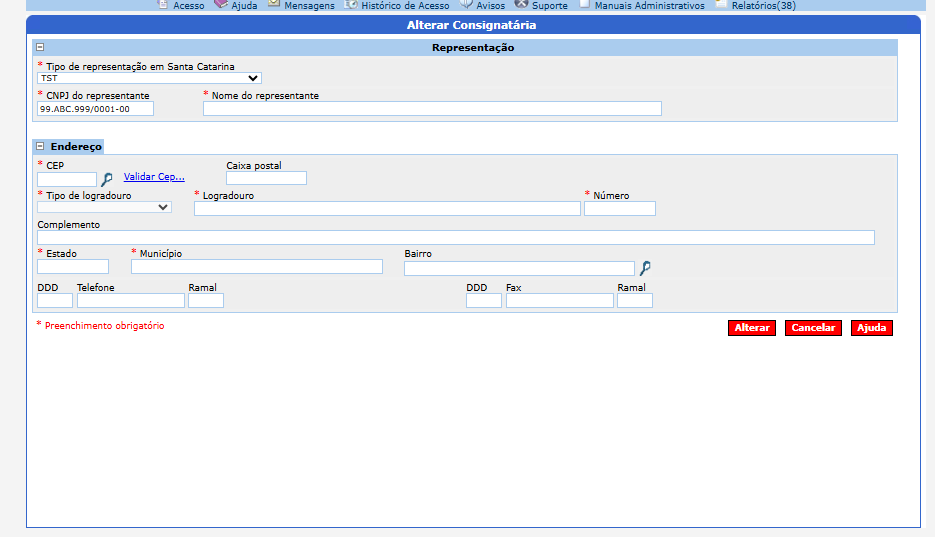 Acesso Ajuda Mensagens Histórico de Acesso Avisos Suporte Manuais Administrativos Relatórios(38)
Alterar Consignatária
Representação
* Tipo de representação em Santa Catarina
TST
* CNPJ do representante * Nome do representante
99.ABC.999/0001-00
Endereço
* CEP Caixa postal
Validar Cep...
* Tipo de logradouro * Logradouro * Número
Complemento
* Estado * Município Bairro
DDD Telefone Ramal DDD Fax Ramal
* Preenchimento obrigatório Alterar Cancelar Ajuda